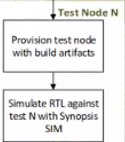 Test Node N
Provision test node
with build artifacts
Simulate RTL against
test N with Synopsis
SIM